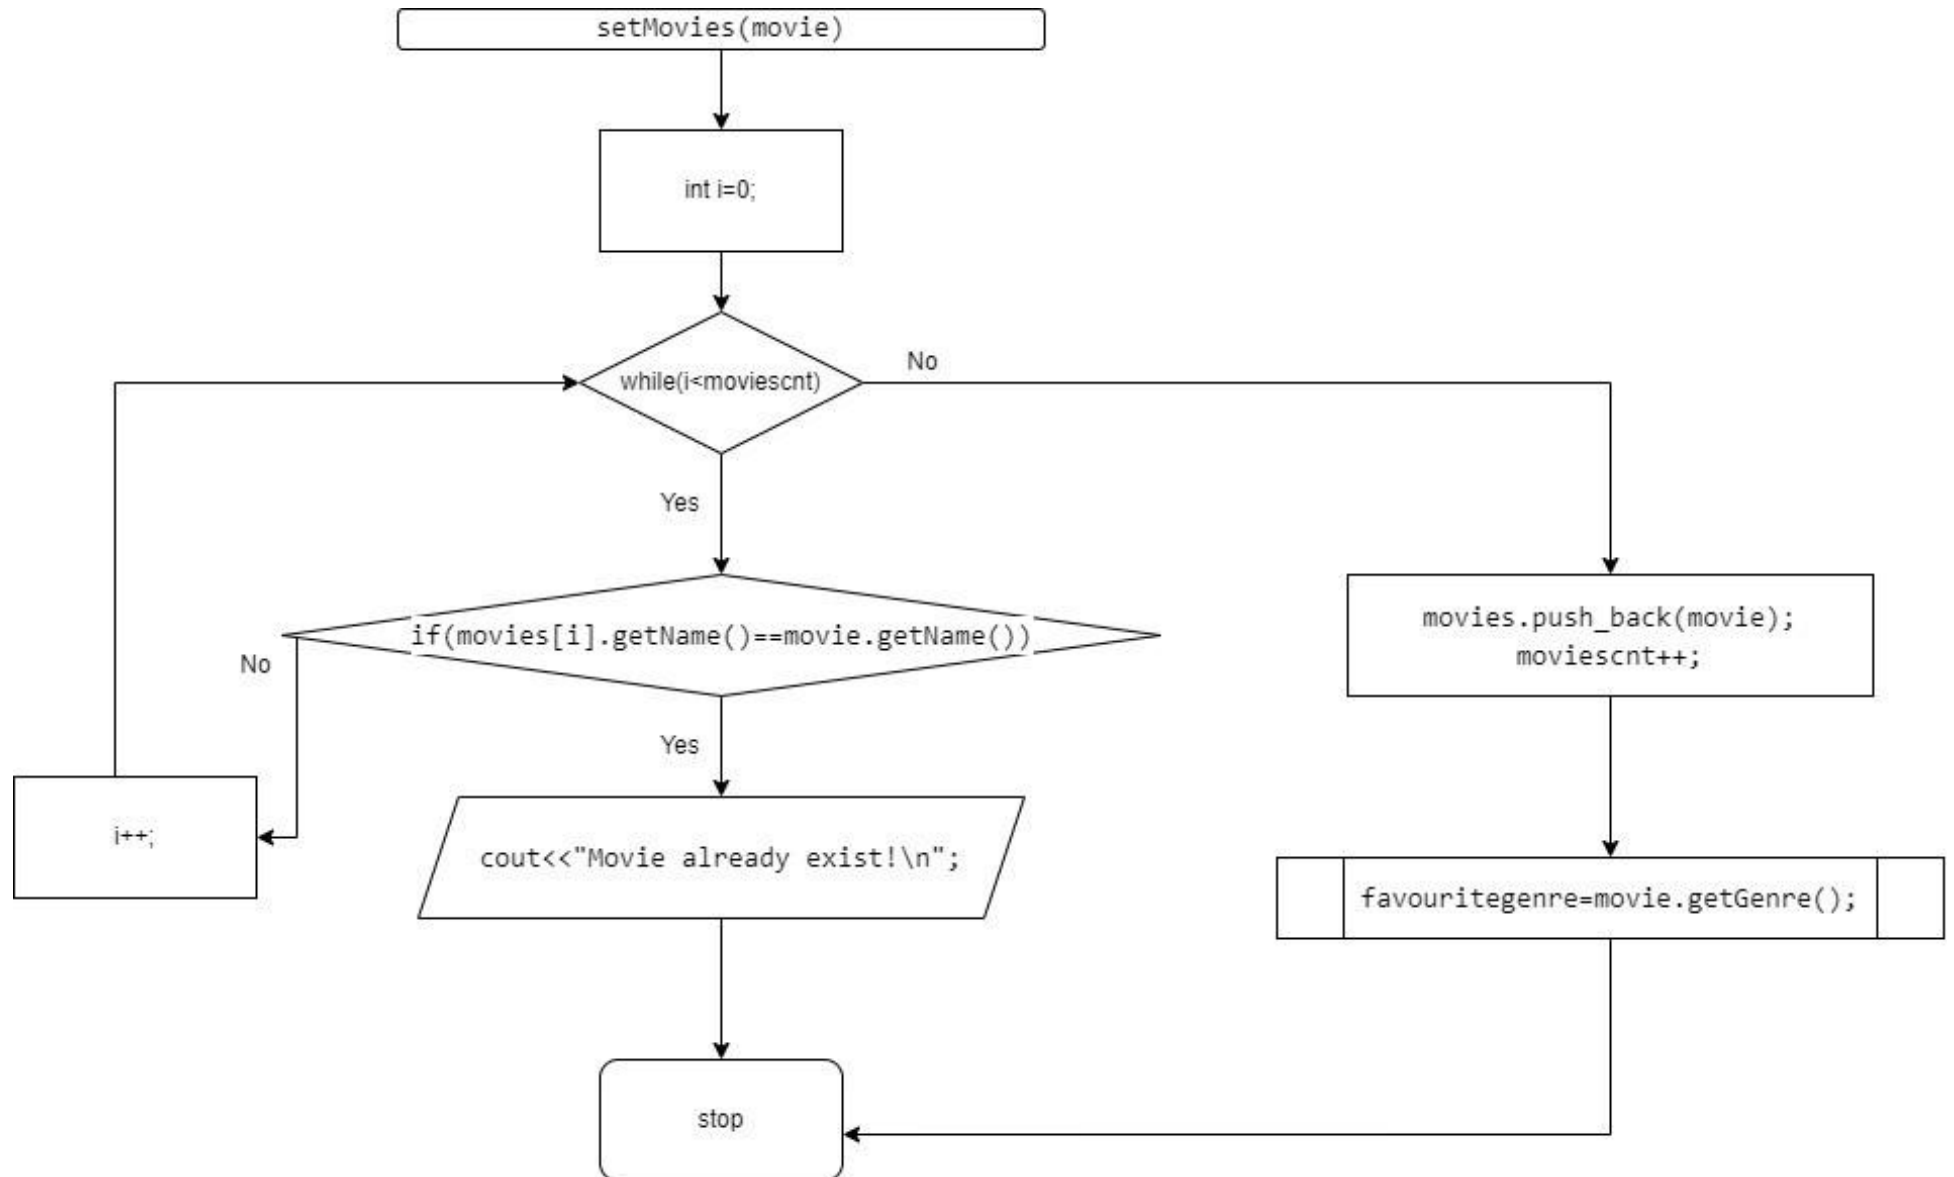 setMovies(movie)
int i=0;
while(i<moviescnt)
No
Yes
if(movies[i].getName()==movie.getName())
No
movies.push_back(movie);
moviescnt++;
Yes
i++;
cout<<"Movie already exist!\n";
favouritegenre=movie.getGenre();
stop